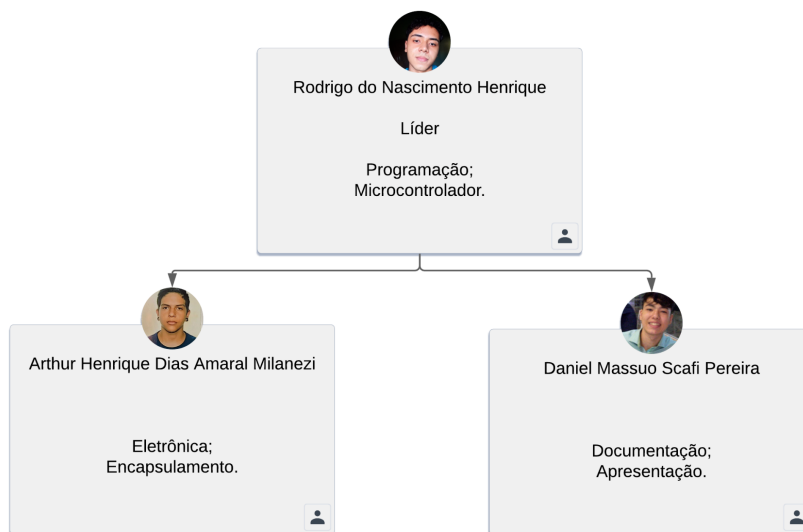 Rodrigo do Nascimento Henrique
Líder
Programação;
Microcontrolador.
Arthur Henrique Dias Amaral Milanezi
Eletrônica;
Encapsulamento.
Daniel Massuo Scafi Pereira
Documentação;
Apresentação.